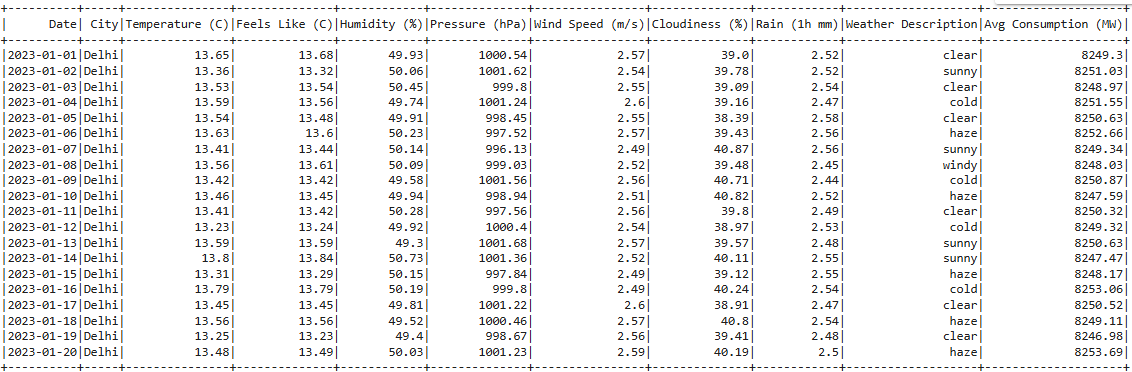 +----------+-----+---------------+--------------+------------+--------------+----------------+--------------+------------+-------------------+--------------------+
|      Date| City|Temperature (C)|Feels Like (C)|Humidity (%)|Pressure (hPa)|Wind Speed (m/s)|Cloudiness (%)|Rain (1h mm)|Weather Description|Avg Consumption (MW)|
+----------+-----+---------------+--------------+------------+--------------+----------------+--------------+------------+-------------------+--------------------+
|2023-01-01|Delhi|          13.65|         13.68|       49.93|       1000.54|            2.57|          39.0|        2.52|              clear|              8249.3|
|2023-01-02|Delhi|          13.36|         13.32|       50.06|       1001.62|            2.54|         39.78|        2.52|              sunny|             8251.03|
|2023-01-03|Delhi|          13.53|         13.54|       50.45|         999.8|            2.55|         39.09|        2.54|              clear|             8248.97|
|2023-01-04|Delhi|          13.59|         13.56|       49.74|       1001.24|             2.6|         39.16|        2.47|               cold|             8251.55|
|2023-01-05|Delhi|          13.54|         13.48|       49.91|        998.45|            2.55|         38.39|        2.58|              clear|             8250.63|
|2023-01-06|Delhi|          13.63|          13.6|       50.23|        997.52|            2.57|         39.43|        2.56|               haze|             8252.66|
|2023-01-07|Delhi|          13.41|         13.44|       50.14|        996.13|            2.49|         40.87|        2.56|              sunny|             8249.34|
|2023-01-08|Delhi|          13.56|         13.61|       50.09|        999.03|            2.52|         39.48|        2.45|              windy|             8248.03|
|2023-01-09|Delhi|          13.42|         13.42|       49.58|       1001.56|            2.56|         40.71|        2.44|               cold|             8250.87|
|2023-01-10|Delhi|          13.46|         13.45|       49.94|        998.94|            2.51|         40.82|        2.52|               haze|             8247.59|
|2023-01-11|Delhi|          13.41|         13.42|       50.28|        997.56|            2.56|          39.8|        2.49|              clear|             8250.32|
|2023-01-12|Delhi|          13.23|         13.24|       49.92|        1000.4|            2.54|         38.97|        2.53|               cold|             8249.32|
|2023-01-13|Delhi|          13.59|         13.59|        49.3|       1001.68|            2.57|         39.57|        2.48|              sunny|             8250.63|
|2023-01-14|Delhi|           13.8|         13.84|       50.73|       1001.36|            2.52|         40.11|        2.55|              sunny|             8247.47|
|2023-01-15|Delhi|          13.31|         13.29|       50.15|        997.84|            2.49|         39.12|        2.55|               haze|             8248.17|
|2023-01-16|Delhi|          13.79|         13.79|       50.19|         999.8|            2.49|         40.24|        2.54|               cold|             8253.06|
|2023-01-17|Delhi|          13.45|         13.45|       49.81|       1001.22|             2.6|         38.91|        2.47|              clear|             8250.52|
|2023-01-18|Delhi|          13.56|         13.56|       49.52|       1000.46|            2.57|          40.8|        2.54|               haze|             8249.11|
|2023-01-19|Delhi|          13.25|         13.23|        49.4|        998.67|            2.56|         39.41|        2.48|              clear|             8246.98|
|2023-01-20|Delhi|          13.48|         13.49|       50.03|       1001.23|            2.59|         40.19|         2.5|               haze|             8253.69|
+----------+-----+---------------+--------------+------------+--------------+----------------+--------------+------------+-------------------+--------------------+